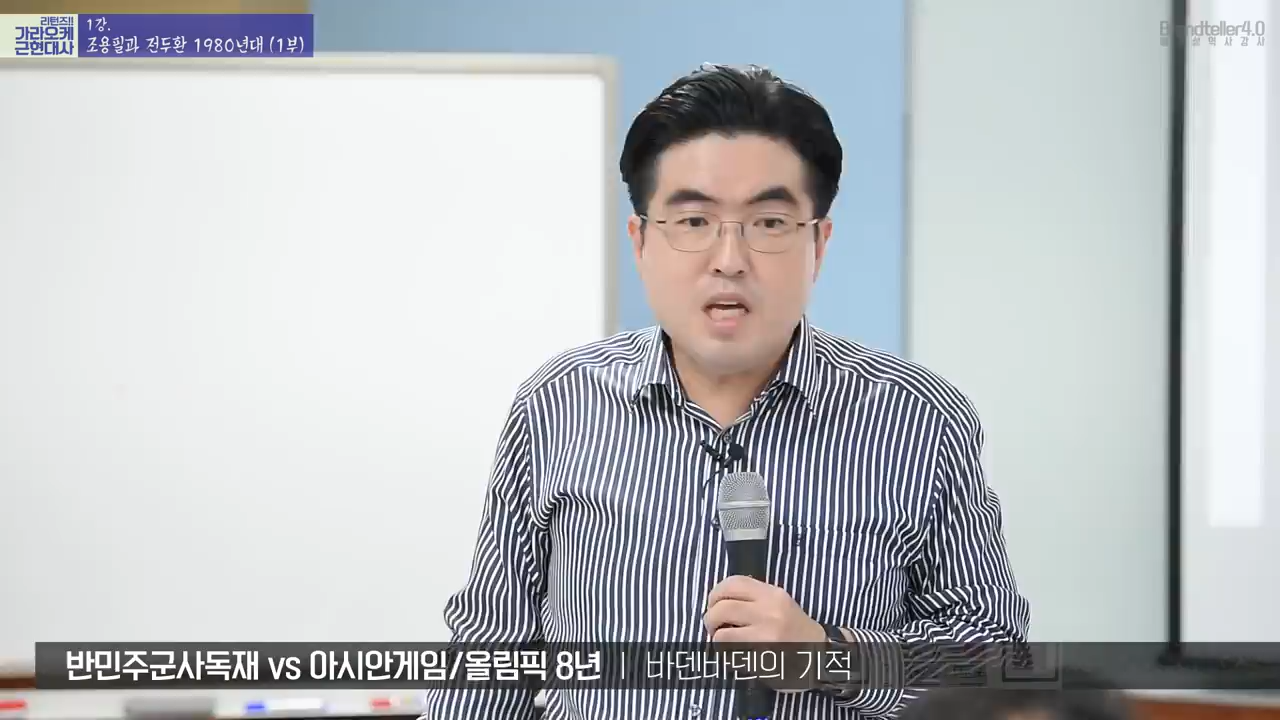 리턴즈!!
가라오케
근현대사
1강.
조용필과 전두환 1980년대 (1부)
Brandteller4.0
반민주군사독재 vs 아시안게임/올림픽 8년 | 바덴바덴의 기적